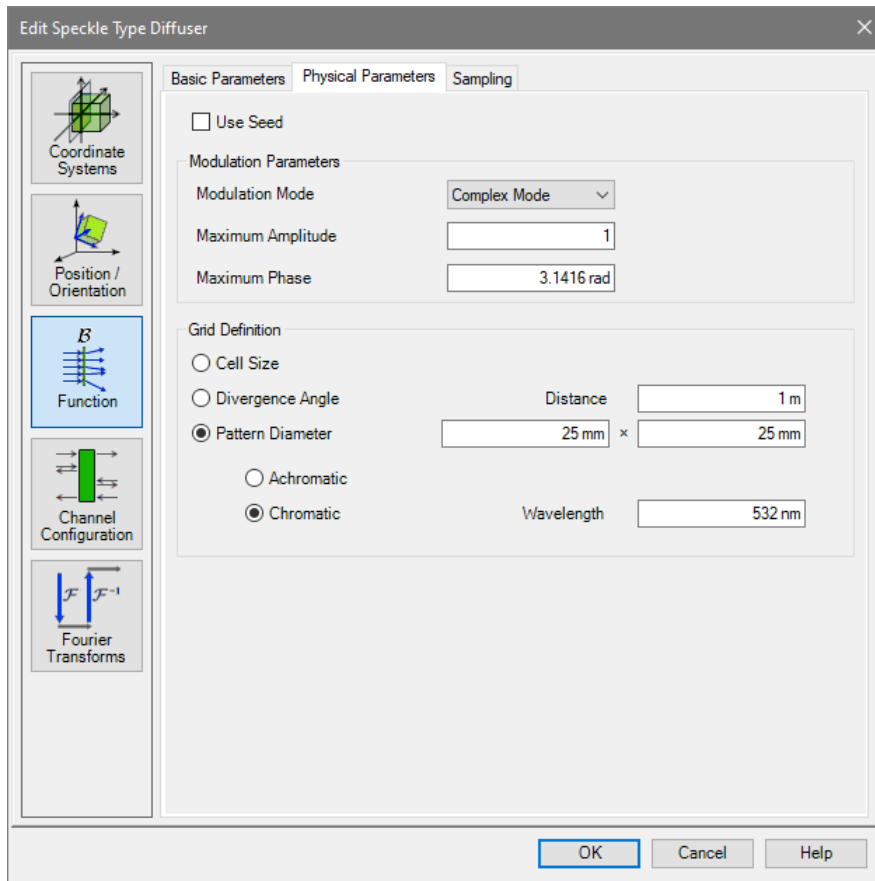 Edit Speckle Type Diffuser
Coordinate
Systems
Position /
Orientation
B
Function
Channel
Configuration
F F⁻¹
Fourier
Transforms
Basic Parameters Physical Parameters Sampling
Use Seed
Modulation Parameters
Modulation Mode Complex Mode
Maximum Amplitude 1
Maximum Phase 3.1416 rad
Grid Definition
Cell Size
Divergence Angle Distance 1 m
Pattern Diameter 25 mm × 25 mm
Achromatic
Chromatic Wavelength 532 nm
OK Cancel Help